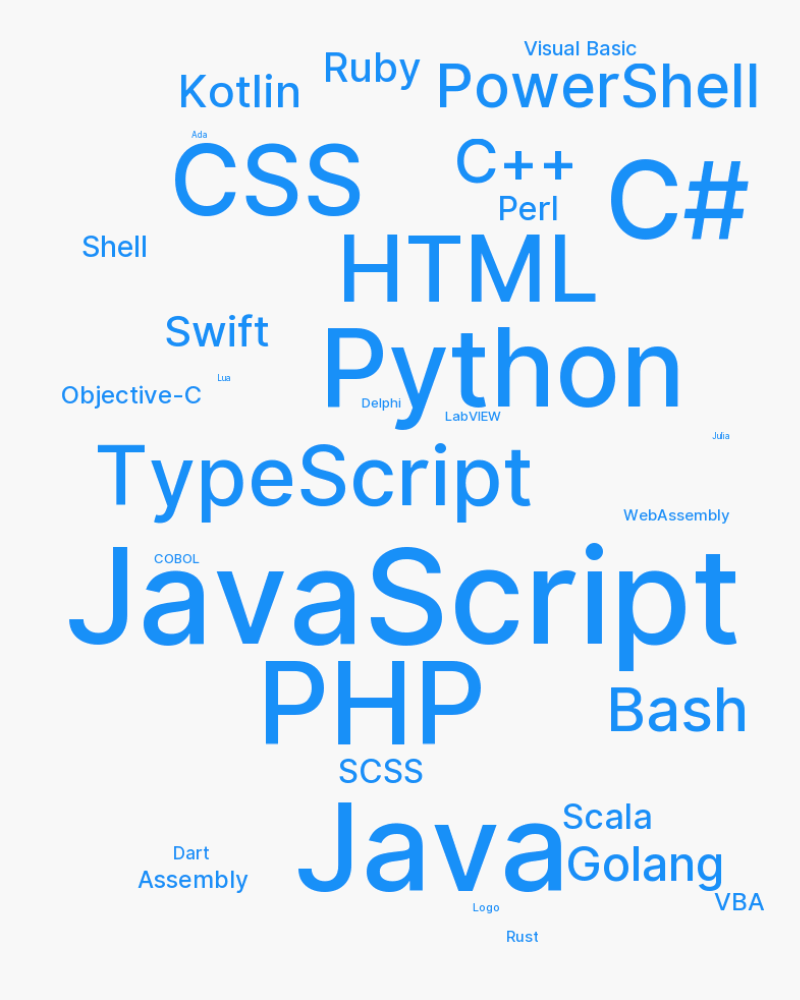 Visual Basic
Ruby
Kotlin
PowerShell
Ada
CSS
C++
C#
Perl
Shell
HTML
Swift
Python
Lua
Objective-C
Delphi
LabVIEW
Julia
TypeScript
WebAssembly
COBOL
JavaScript
PHP
Bash
SCSS
Java
Scala
Dart
Golang
Assembly
VBA
Logo
Rust